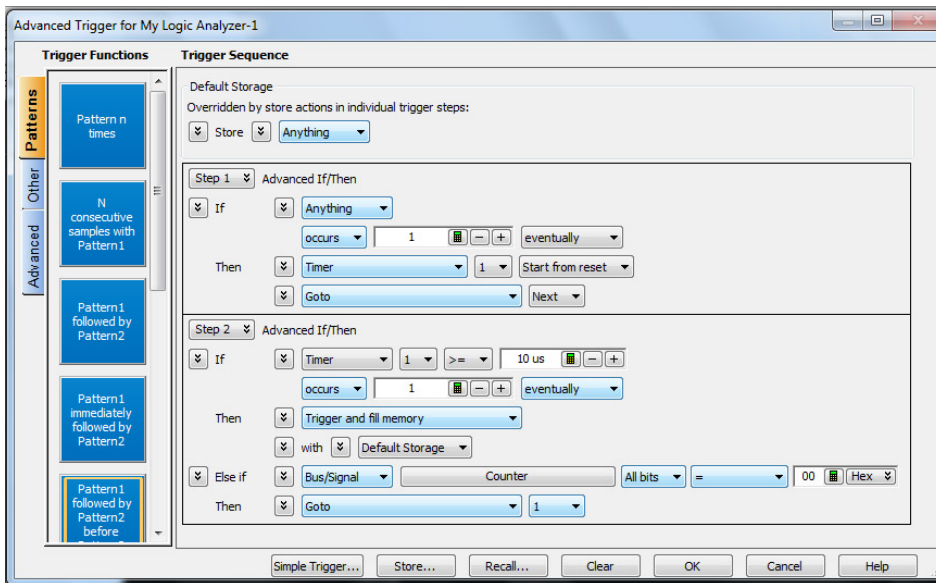 Advanced Trigger for My Logic Analyzer-1
Trigger Functions
Trigger Sequence
Patterns
Other
Advanced
Pattern n
times
N
consecutive
samples with
Pattern1
Pattern1
followed by
Pattern2
Pattern1
immediately
followed by
Pattern2
Pattern1
followed by
Pattern2
before
Default Storage
Overridden by store actions in individual trigger steps:
Store Anything
Step 1 Advanced If/Then
If Anything
occurs 1 eventually
Then Timer 1 Start from reset
Goto Next
Step 2 Advanced If/Then
If Timer 1 >= 10 us
occurs 1 eventually
Then Trigger and fill memory
with Default Storage
Else if Bus/Signal Counter All bits = 00 Hex
Then Goto 1
Simple Trigger... Store... Recall... Clear OK Cancel Help